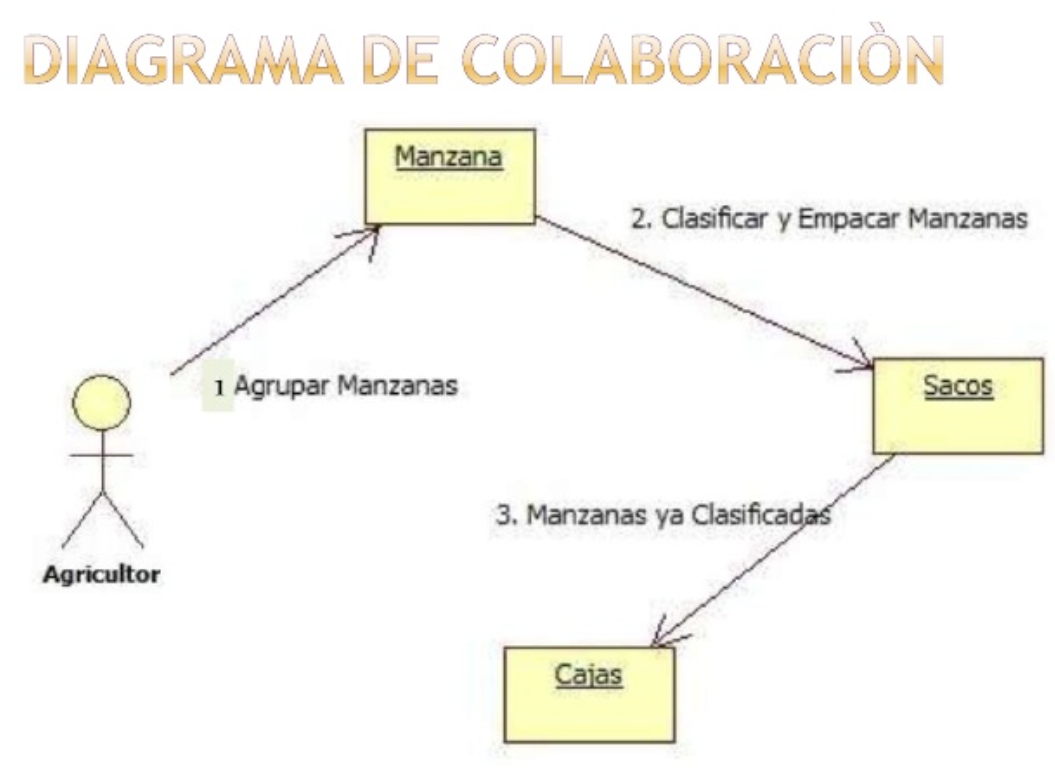 DIAGRAMA DE COLABORACIÒN
Manzana
2. Clasificar y Empacar Manzanas
1 Agrupar Manzanas
Sacos
3. Manzanas ya Clasificadas
Agricultor
Cajas